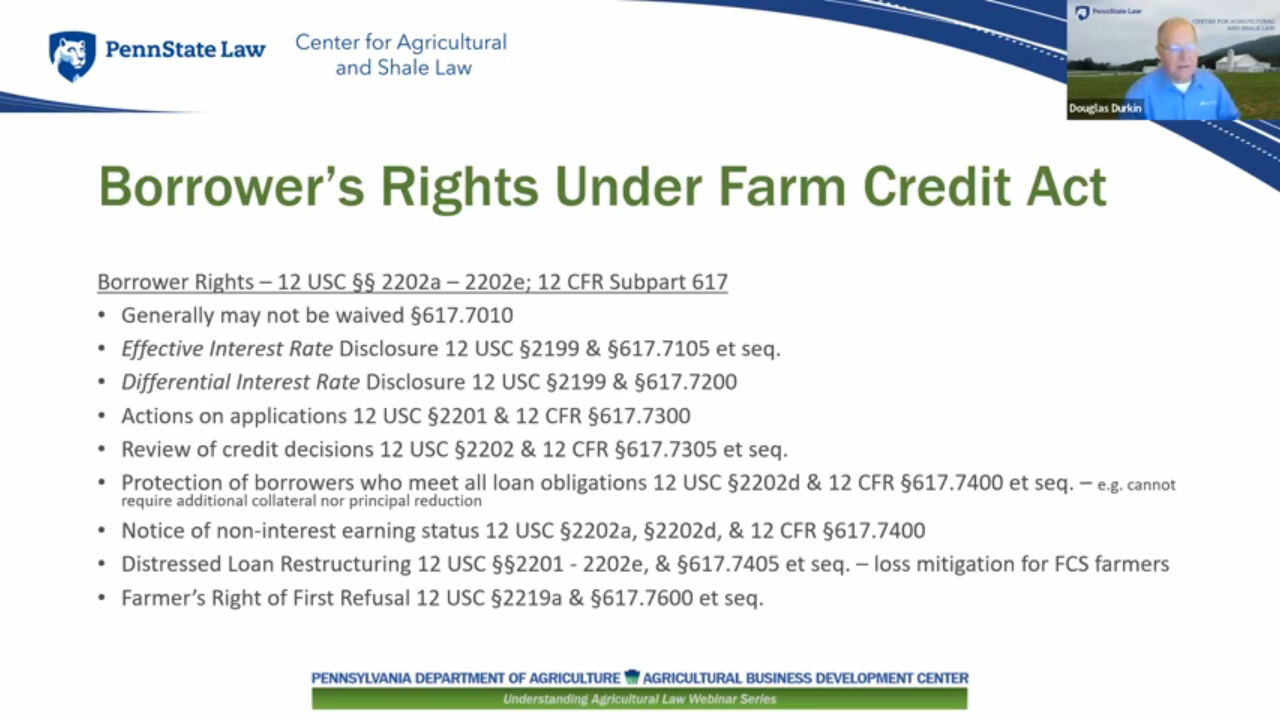 PennState Law
Center for Agricultural
and Shale Law
PennState Law
CENTER FOR AGRICULTURAL
AND SHALE LAW
Douglas Durkin
Borrower's Rights Under Farm Credit Act
Borrower Rights – 12 USC §§ 2202a – 2202e; 12 CFR Subpart 617
• Generally may not be waived §617.7010
• Effective Interest Rate Disclosure 12 USC §2199 & §617.7105 et seq.
• Differential Interest Rate Disclosure 12 USC §2199 & §617.7200
• Actions on applications 12 USC §2201 & 12 CFR §617.7300
• Review of credit decisions 12 USC §2202 & 12 CFR §617.7305 et seq.
• Protection of borrowers who meet all loan obligations 12 USC §2202d & 12 CFR §617.7400 et seq. – e.g. cannot
require additional collateral nor principal reduction
• Notice of non-interest earning status 12 USC §2202a, §2202d, & 12 CFR §617.7400
• Distressed Loan Restructuring 12 USC §§2201 - 2202e, & §617.7405 et seq. – loss mitigation for FCS farmers
• Farmer's Right of First Refusal 12 USC §2219a & §617.7600 et seq.
PENNSYLVANIA DEPARTMENT OF AGRICULTURE AGRICULTURAL BUSINESS DEVELOPMENT CENTER
Understanding Agricultural Law Webinar Series